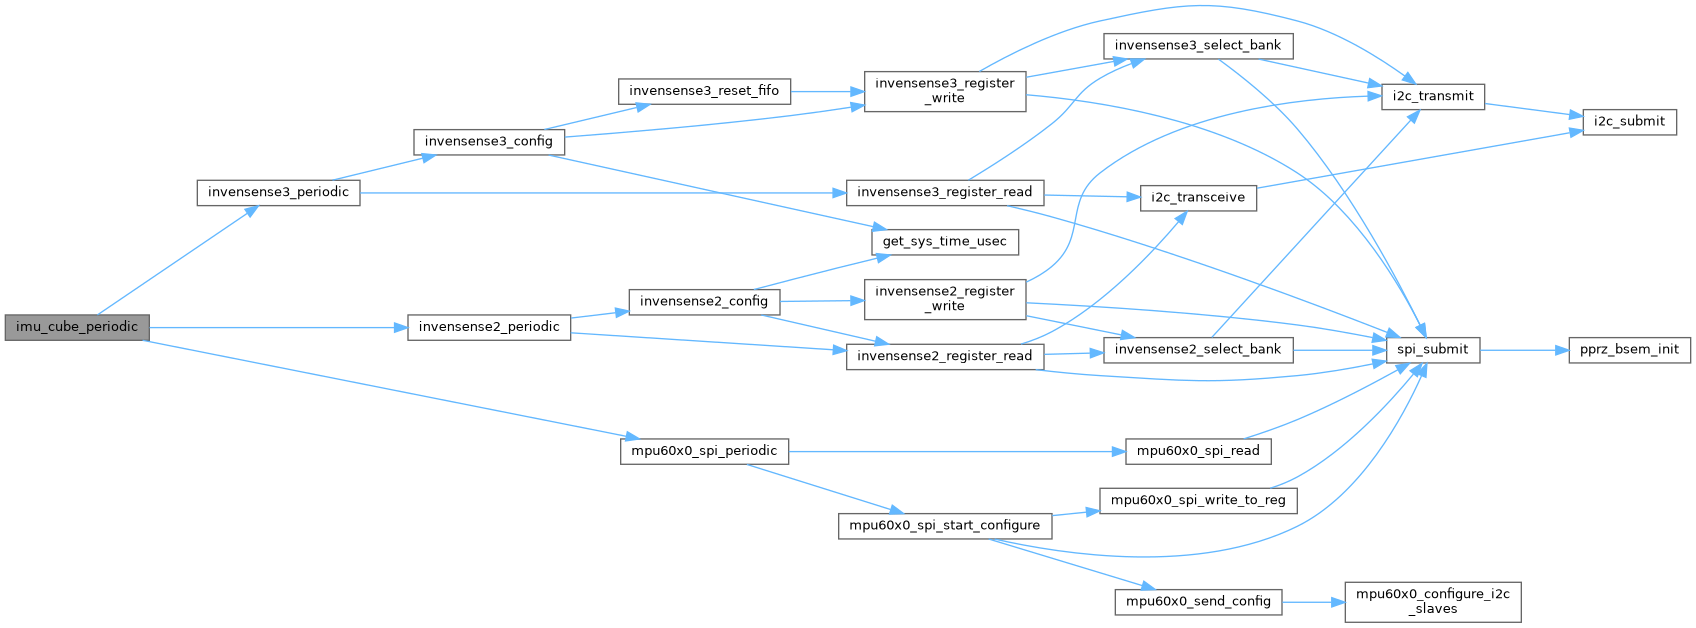 invensense3_select_bank
invensense3_reset_fifo
invensense3_register
_write
i2c_transmit
i2c_submit
invensense3_config
invensense3_periodic
invensense3_register_read
i2c_transceive
get_sys_time_usec
invensense2_config
invensense2_register
_write
imu_cube_periodic
invensense2_periodic
invensense2_register_read
invensense2_select_bank
spi_submit
pprz_bsem_init
mpu60x0_spi_periodic
mpu60x0_spi_read
mpu60x0_spi_write_to_reg
mpu60x0_spi_start_configure
mpu60x0_send_config
mpu60x0_configure_i2c
_slaves